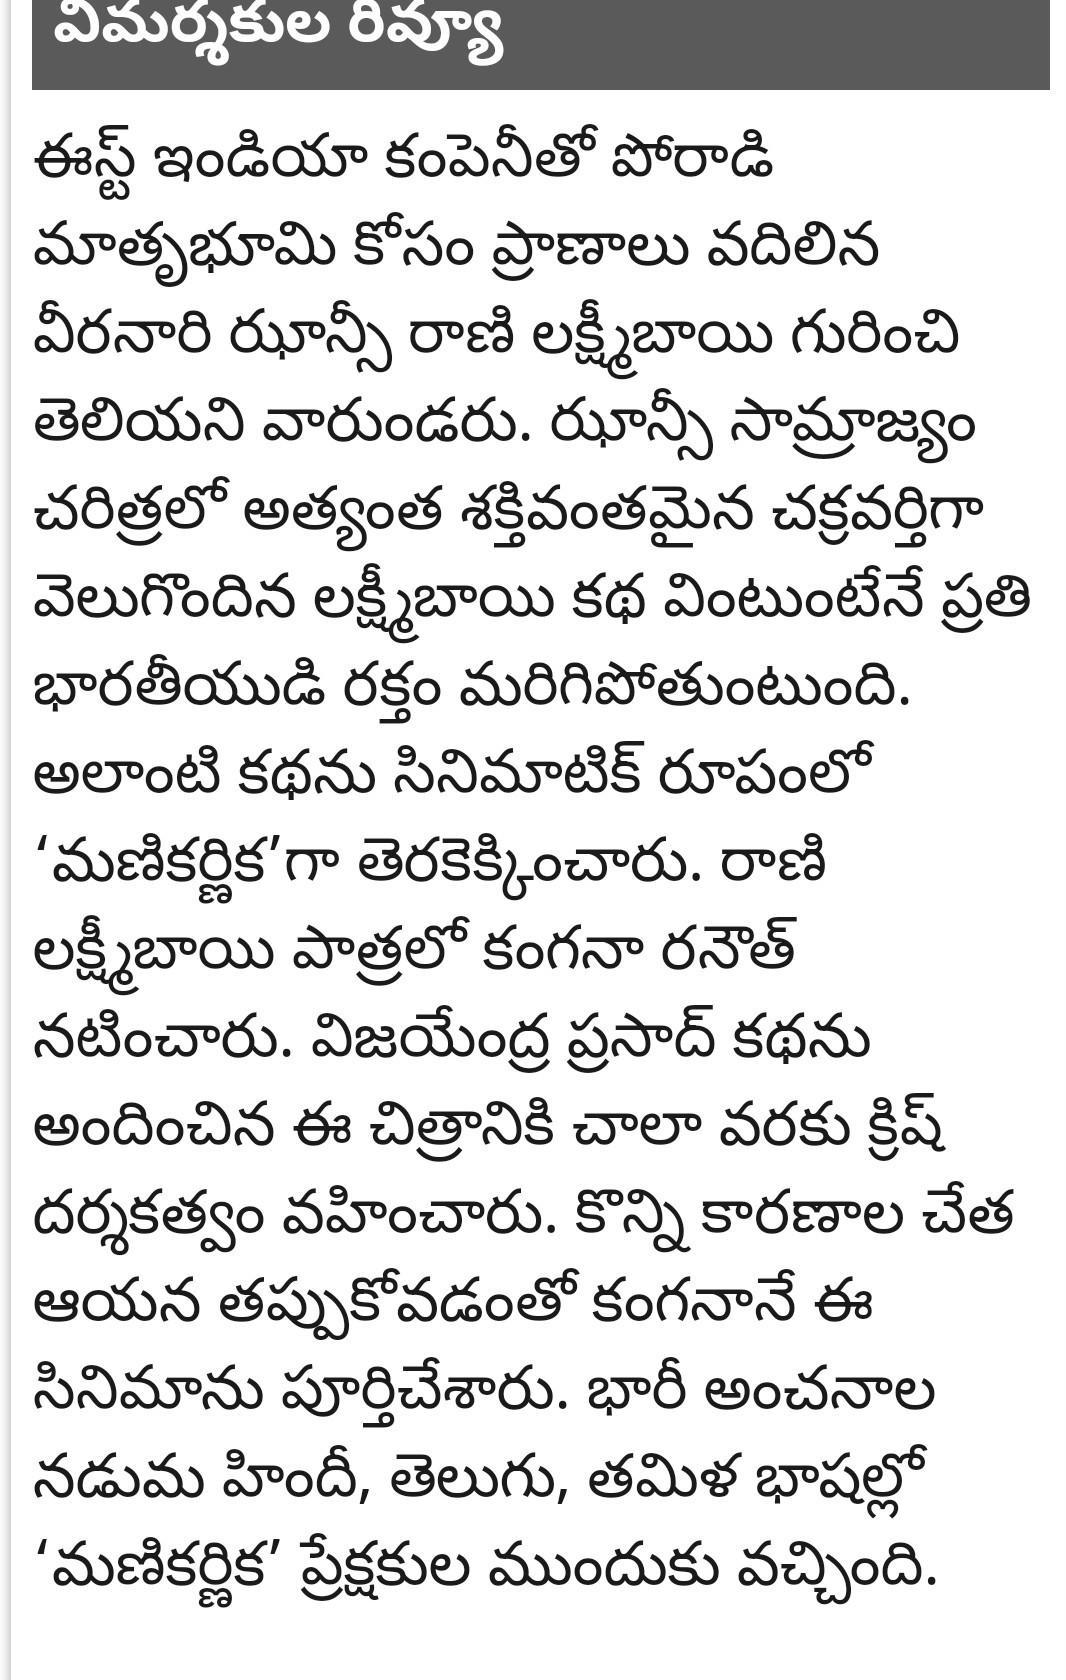 విమర్శకుల రివ్యూ
ఈస్ట్ ఇండియా కంపెనీతో పోరాడి
మాతృభూమి కోసం ప్రాణాలు వదిలిన
వీరనారి ఝాన్సీ రాణి లక్ష్మీబాయి గురించి
తెలియని వారుండరు. ఝాన్సీ సామ్రాజ్యం
చరిత్రలో అత్యంత శక్తివంతమైన చక్రవర్తిగా
వెలుగొందిన లక్ష్మీబాయి కథ వింటుంటేనే ప్రతి
భారతీయుడి రక్తం మరిగిపోతుంటుంది.
అలాంటి కథను సినిమాటిక్ రూపంలో
‘మణికర్ణిక’గా తెరకెక్కించారు. రాణి
లక్ష్మీబాయి పాత్రలో కంగనా రనౌత్
నటించారు. విజయేంద్ర ప్రసాద్ కథను
అందించిన ఈ చిత్రానికి చాలా వరకు క్రిష్
దర్శకత్వం వహించారు. కొన్ని కారణాల చేత
ఆయన తప్పుకోవడంతో కంగనానే ఈ
సినిమాను పూర్తిచేశారు. భారీ అంచనాల
నడుమ హిందీ, తెలుగు, తమిళ భాషల్లో
‘మణికర్ణిక’ ప్రేక్షకుల ముందుకు వచ్చింది.